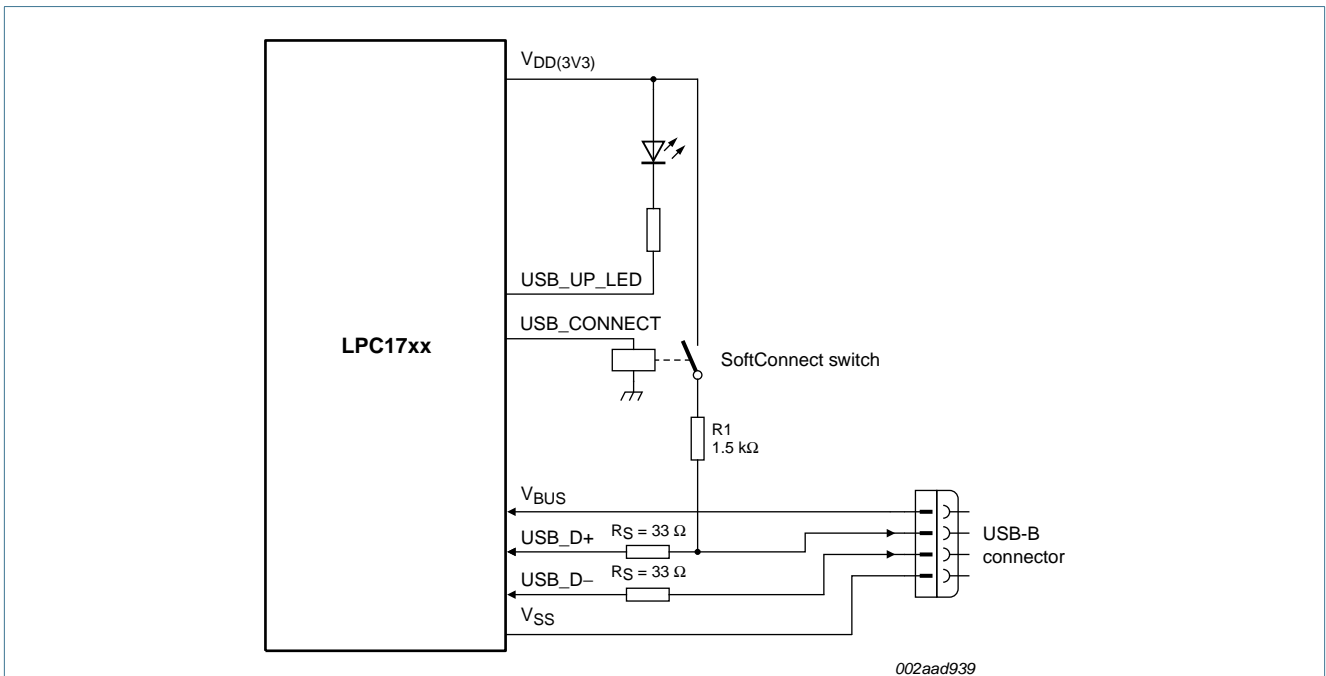 VDD(3V3)
USB_UP_LED
USB_CONNECT
LPC17xx
SoftConnect switch
R1
1.5 kΩ
VBUS
USB_D+
RS = 33 Ω
USB-B
connector
USB_D−
RS = 33 Ω
VSS
002aad939